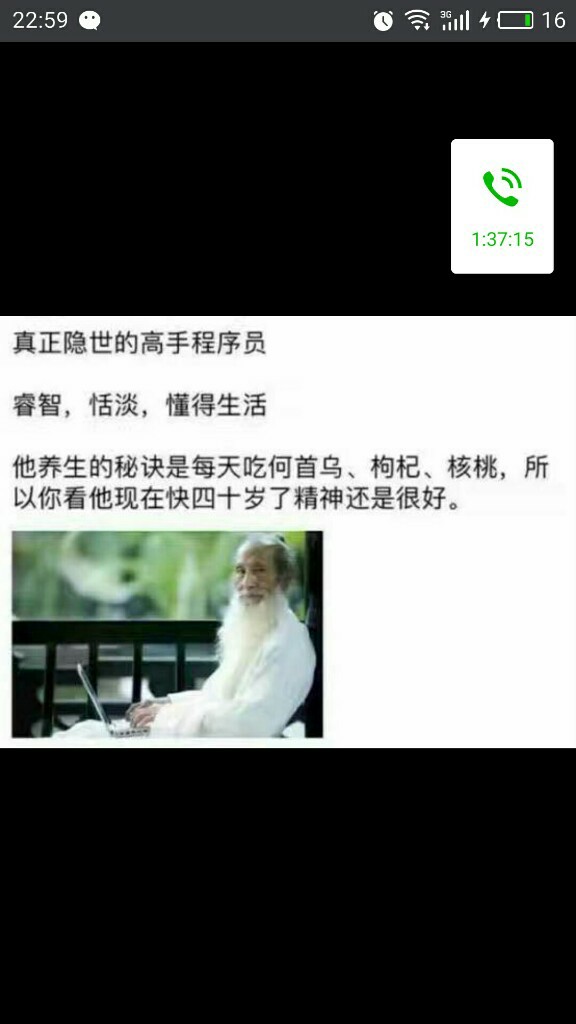 22:59 3G 16
1:37:15
真正隐世的高手程序员
睿智，恬淡，懂得生活
他养生的秘诀是每天吃何首乌、枸杞、核桃，所
以你看他现在快四十岁了精神还是很好。